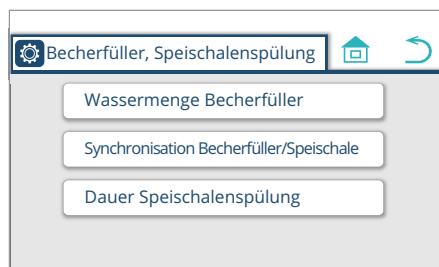 Becherfüller, Speischalenspülung
Wassermenge Becherfüller
Synchronisation Becherfüller/Speischale
Dauer Speischalenspülung